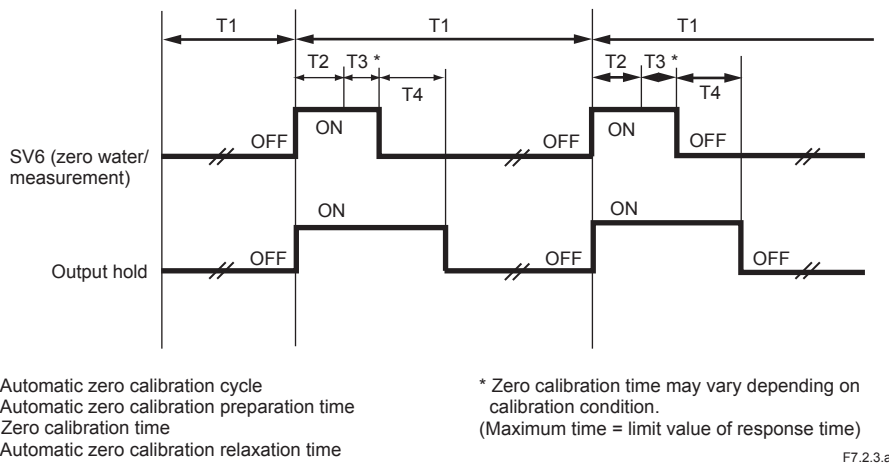 T1 T1 T1
T2 T3 * T2 T3 *
T4 T4
ON ON
OFF OFF OFF OFF
SV6 (zero water/
measurement)
ON ON
OFF OFF OFF
Output hold
Automatic zero calibration cycle
Automatic zero calibration preparation time
Zero calibration time
Automatic zero calibration relaxation time
* Zero calibration time may vary depending on
calibration condition.
(Maximum time = limit value of response time)
F7.2.3.a